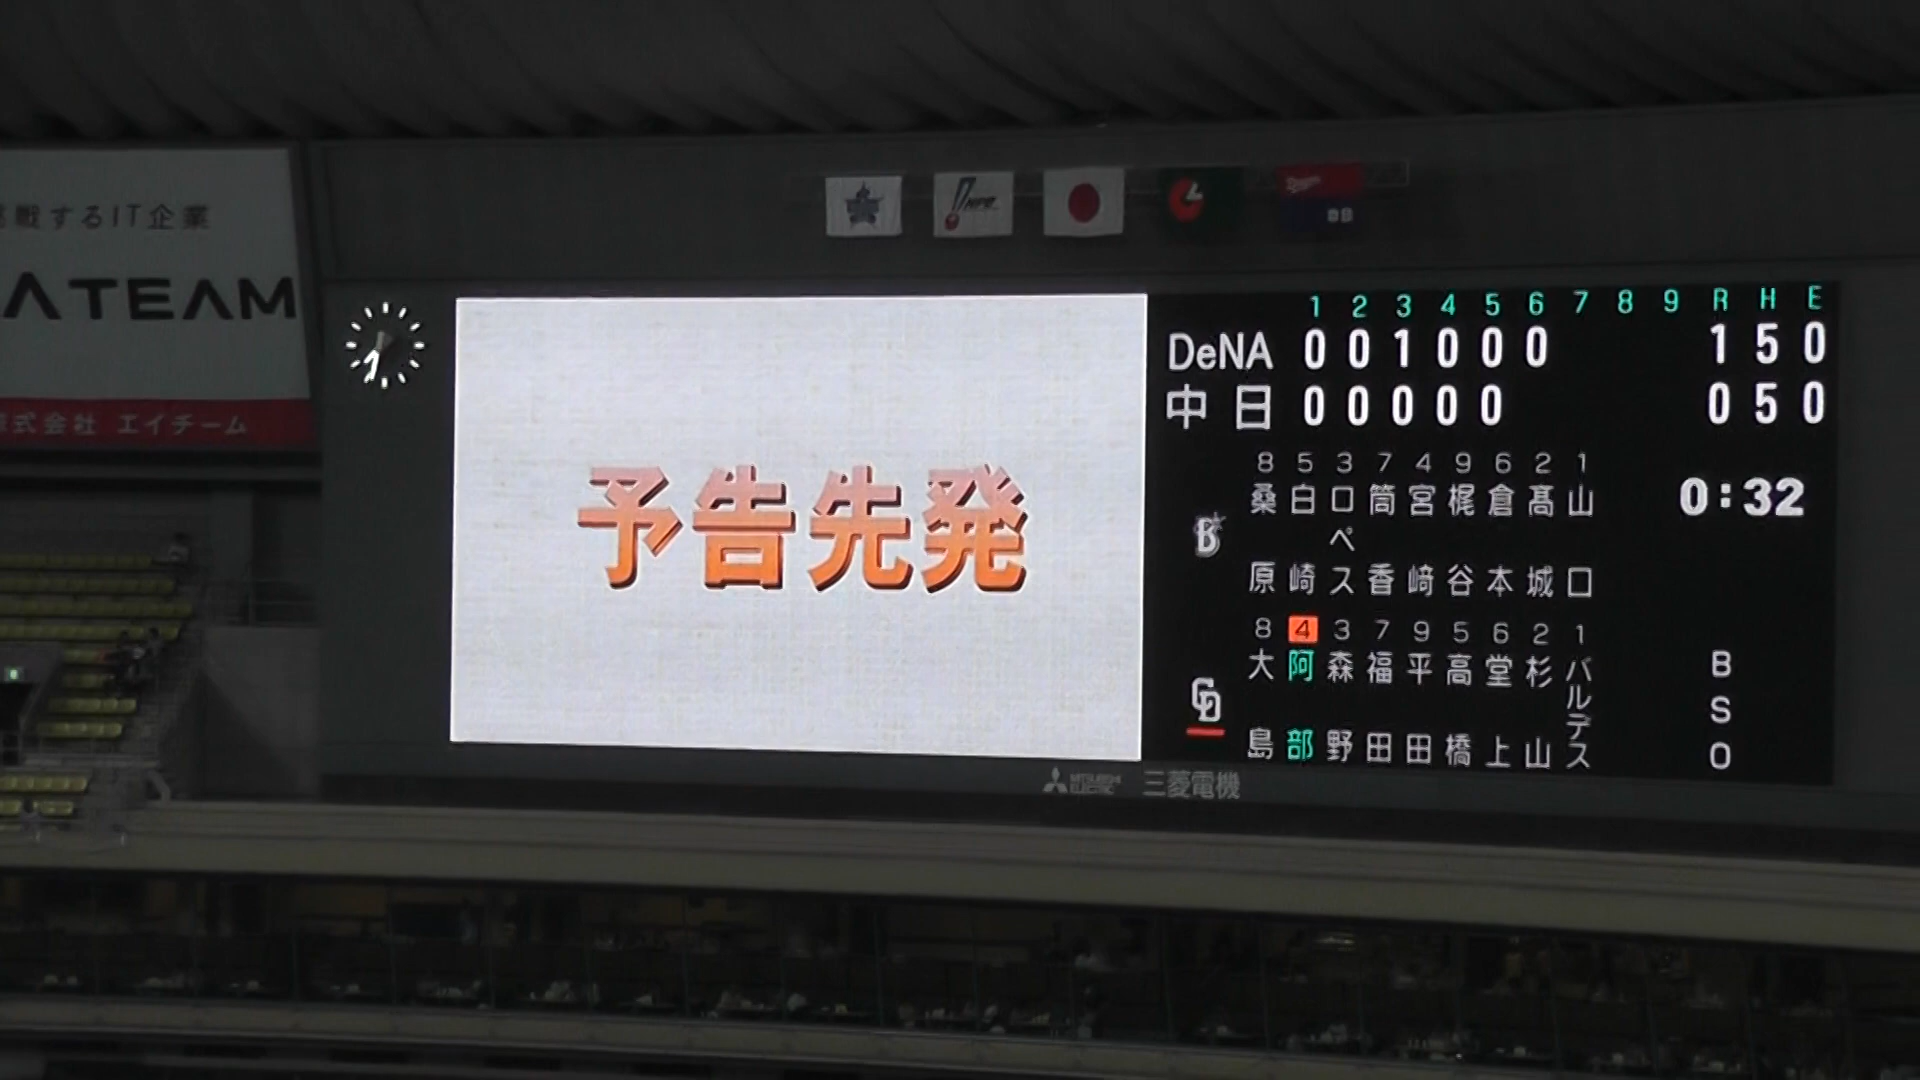 挑戦するIT企業
ATEAM
株式会社 エイチーム
NPB
予告先発
1 2 3 4 5 6 7 8 9 R H E
DeNA 0 0 1 0 0 0 1 5 0
中日 0 0 0 0 0 0 5 0
0:32
8 5 3 7 4 9 6 2 1
桑原 白崎 ロペス 筒香 宮﨑 梶谷 倉本 髙城 山口
8 4 3 7 9 5 6 2 1
大島 阿部 森野 福田 平田 高橋 堂上 杉山 バルデス
B
S
O
MITSUBISHI ELECTRIC 三菱電機